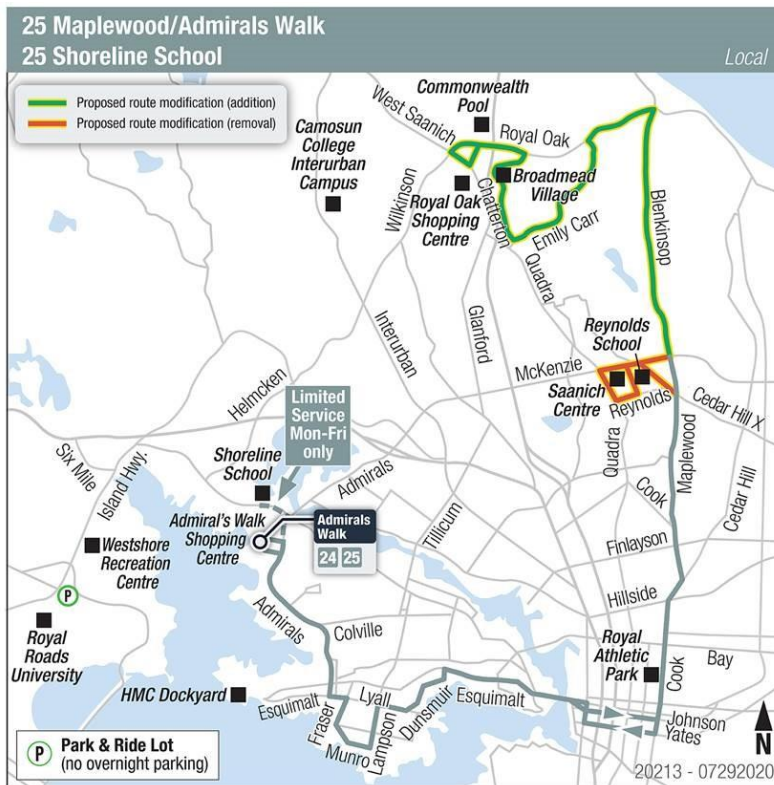 25 Maplewood/Admirals Walk
25 Shoreline School
Local
Proposed route modification (addition)
Proposed route modification (removal)
Commonwealth
Pool
West Saanich
Royal Oak
Camosun
College
Interurban
Campus
Wilkinson
Royal Oak
Shopping
Centre
Chatterton
Broadmead
Village
Emily Carr
Blenkinsop
Quadra
Glanford
Interurban
Reynolds
School
McKenzie
Saanich
Centre
Reynolds
Cedar Hill X
Helmcken
Limited
Service
Mon-Fri
only
Quadra
Maplewood
Cedar Hill
Shoreline
School
Six Mile
Island Hwy.
Admirals
Cook
Tillicum
Admiral's Walk
Shopping
Centre
Admirals
Walk
24 25
Finlayson
Westshore
Recreation
Centre
Hillside
P
Admirals
Colville
Royal
Roads
University
Royal
Athletic
Park
Bay
Cook
HMC Dockyard
Esquimalt
Fraser
Lyall
Lampson
Dunsmuir
Esquimalt
Munro
Johnson
Yates
P Park & Ride Lot
(no overnight parking)
N
20213 - 07292020